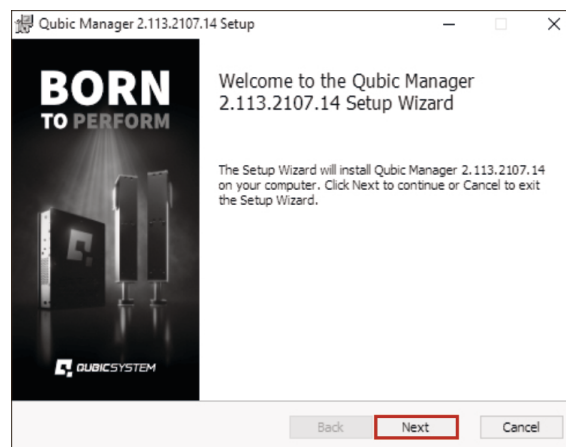 Qubic Manager 2.113.2107.14 Setup
BORN
TO PERFORM
Welcome to the Qubic Manager
2.113.2107.14 Setup Wizard
The Setup Wizard will install Qubic Manager 2.113.2107.14
on your computer. Click Next to continue or Cancel to exit
the Setup Wizard.
QUBICSYSTEM
Back Next Cancel